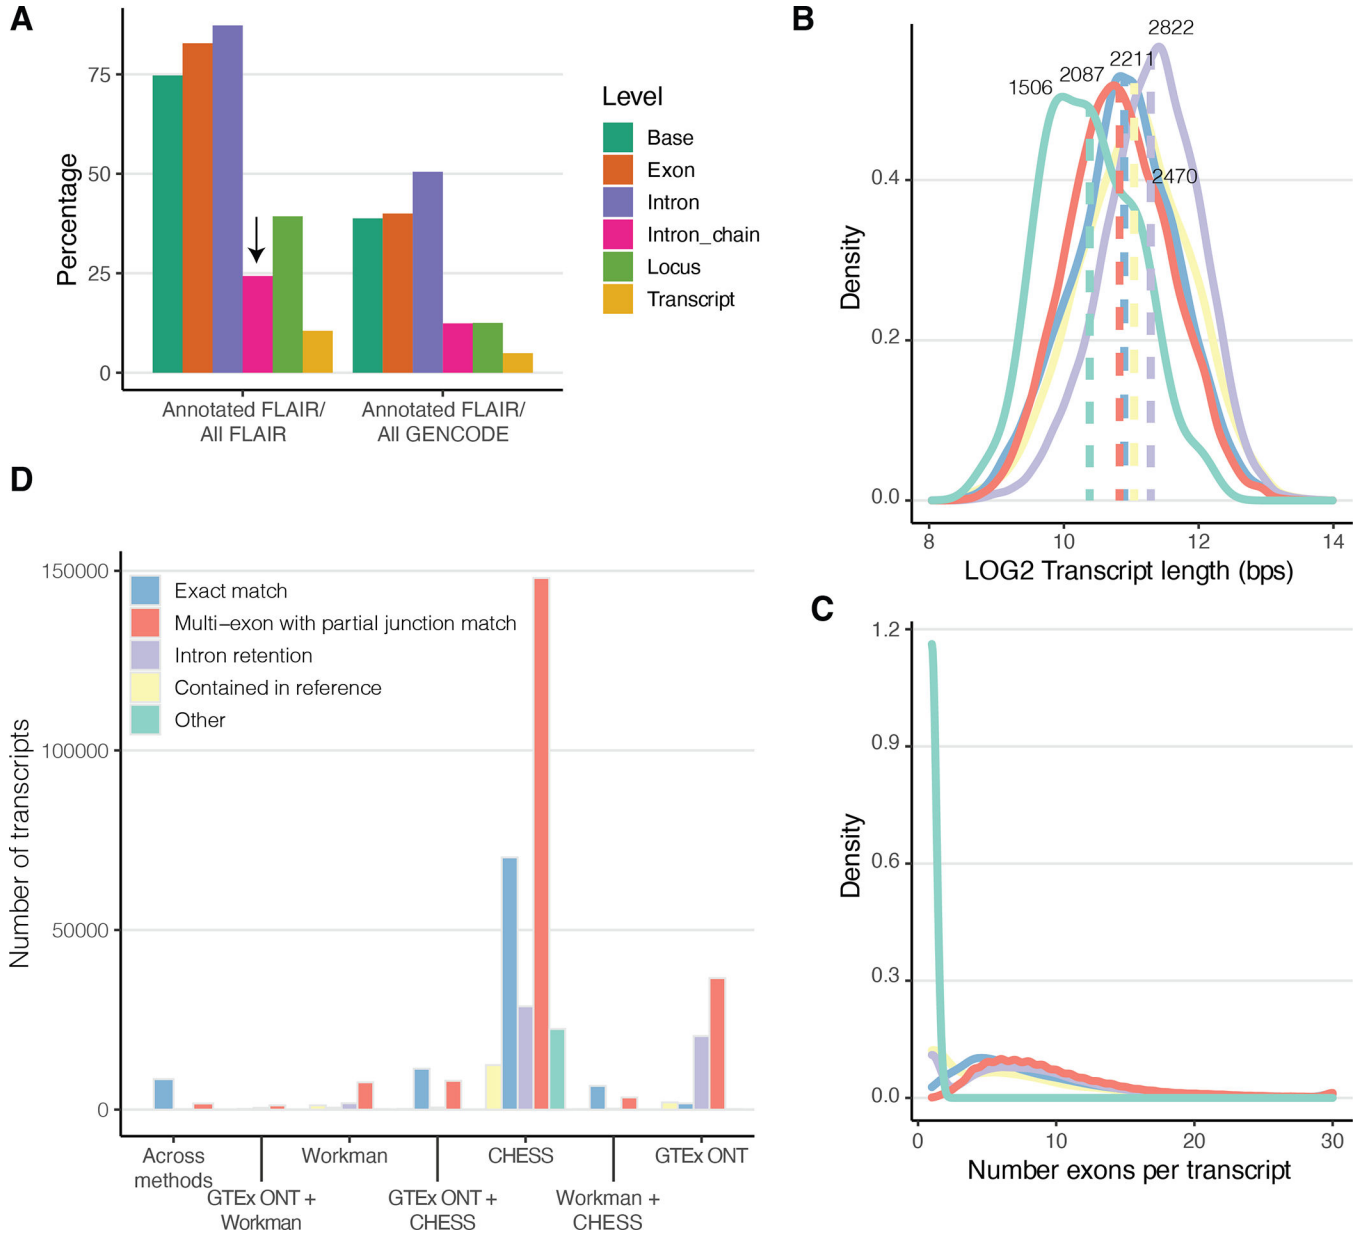 A
75
50
25
0
Percentage
Annotated FLAIR/
All FLAIR
Annotated FLAIR/
All GENCODE
Level
Base
Exon
Intron
Intron_chain
Locus
Transcript
B
2822
2211
2087
1506
2470
0.4
0.2
0.0
Density
8
10
12
14
LOG2 Transcript length (bps)
C
1.2
0.9
0.6
0.3
0.0
Density
0
10
20
30
Number exons per transcript
D
150000
100000
50000
0
Number of transcripts
Exact match
Multi–exon with partial junction match
Intron retention
Contained in reference
Other
Across
methods
GTEx ONT +
Workman
Workman
GTEx ONT +
CHESS
CHESS
Workman +
CHESS
GTEx ONT